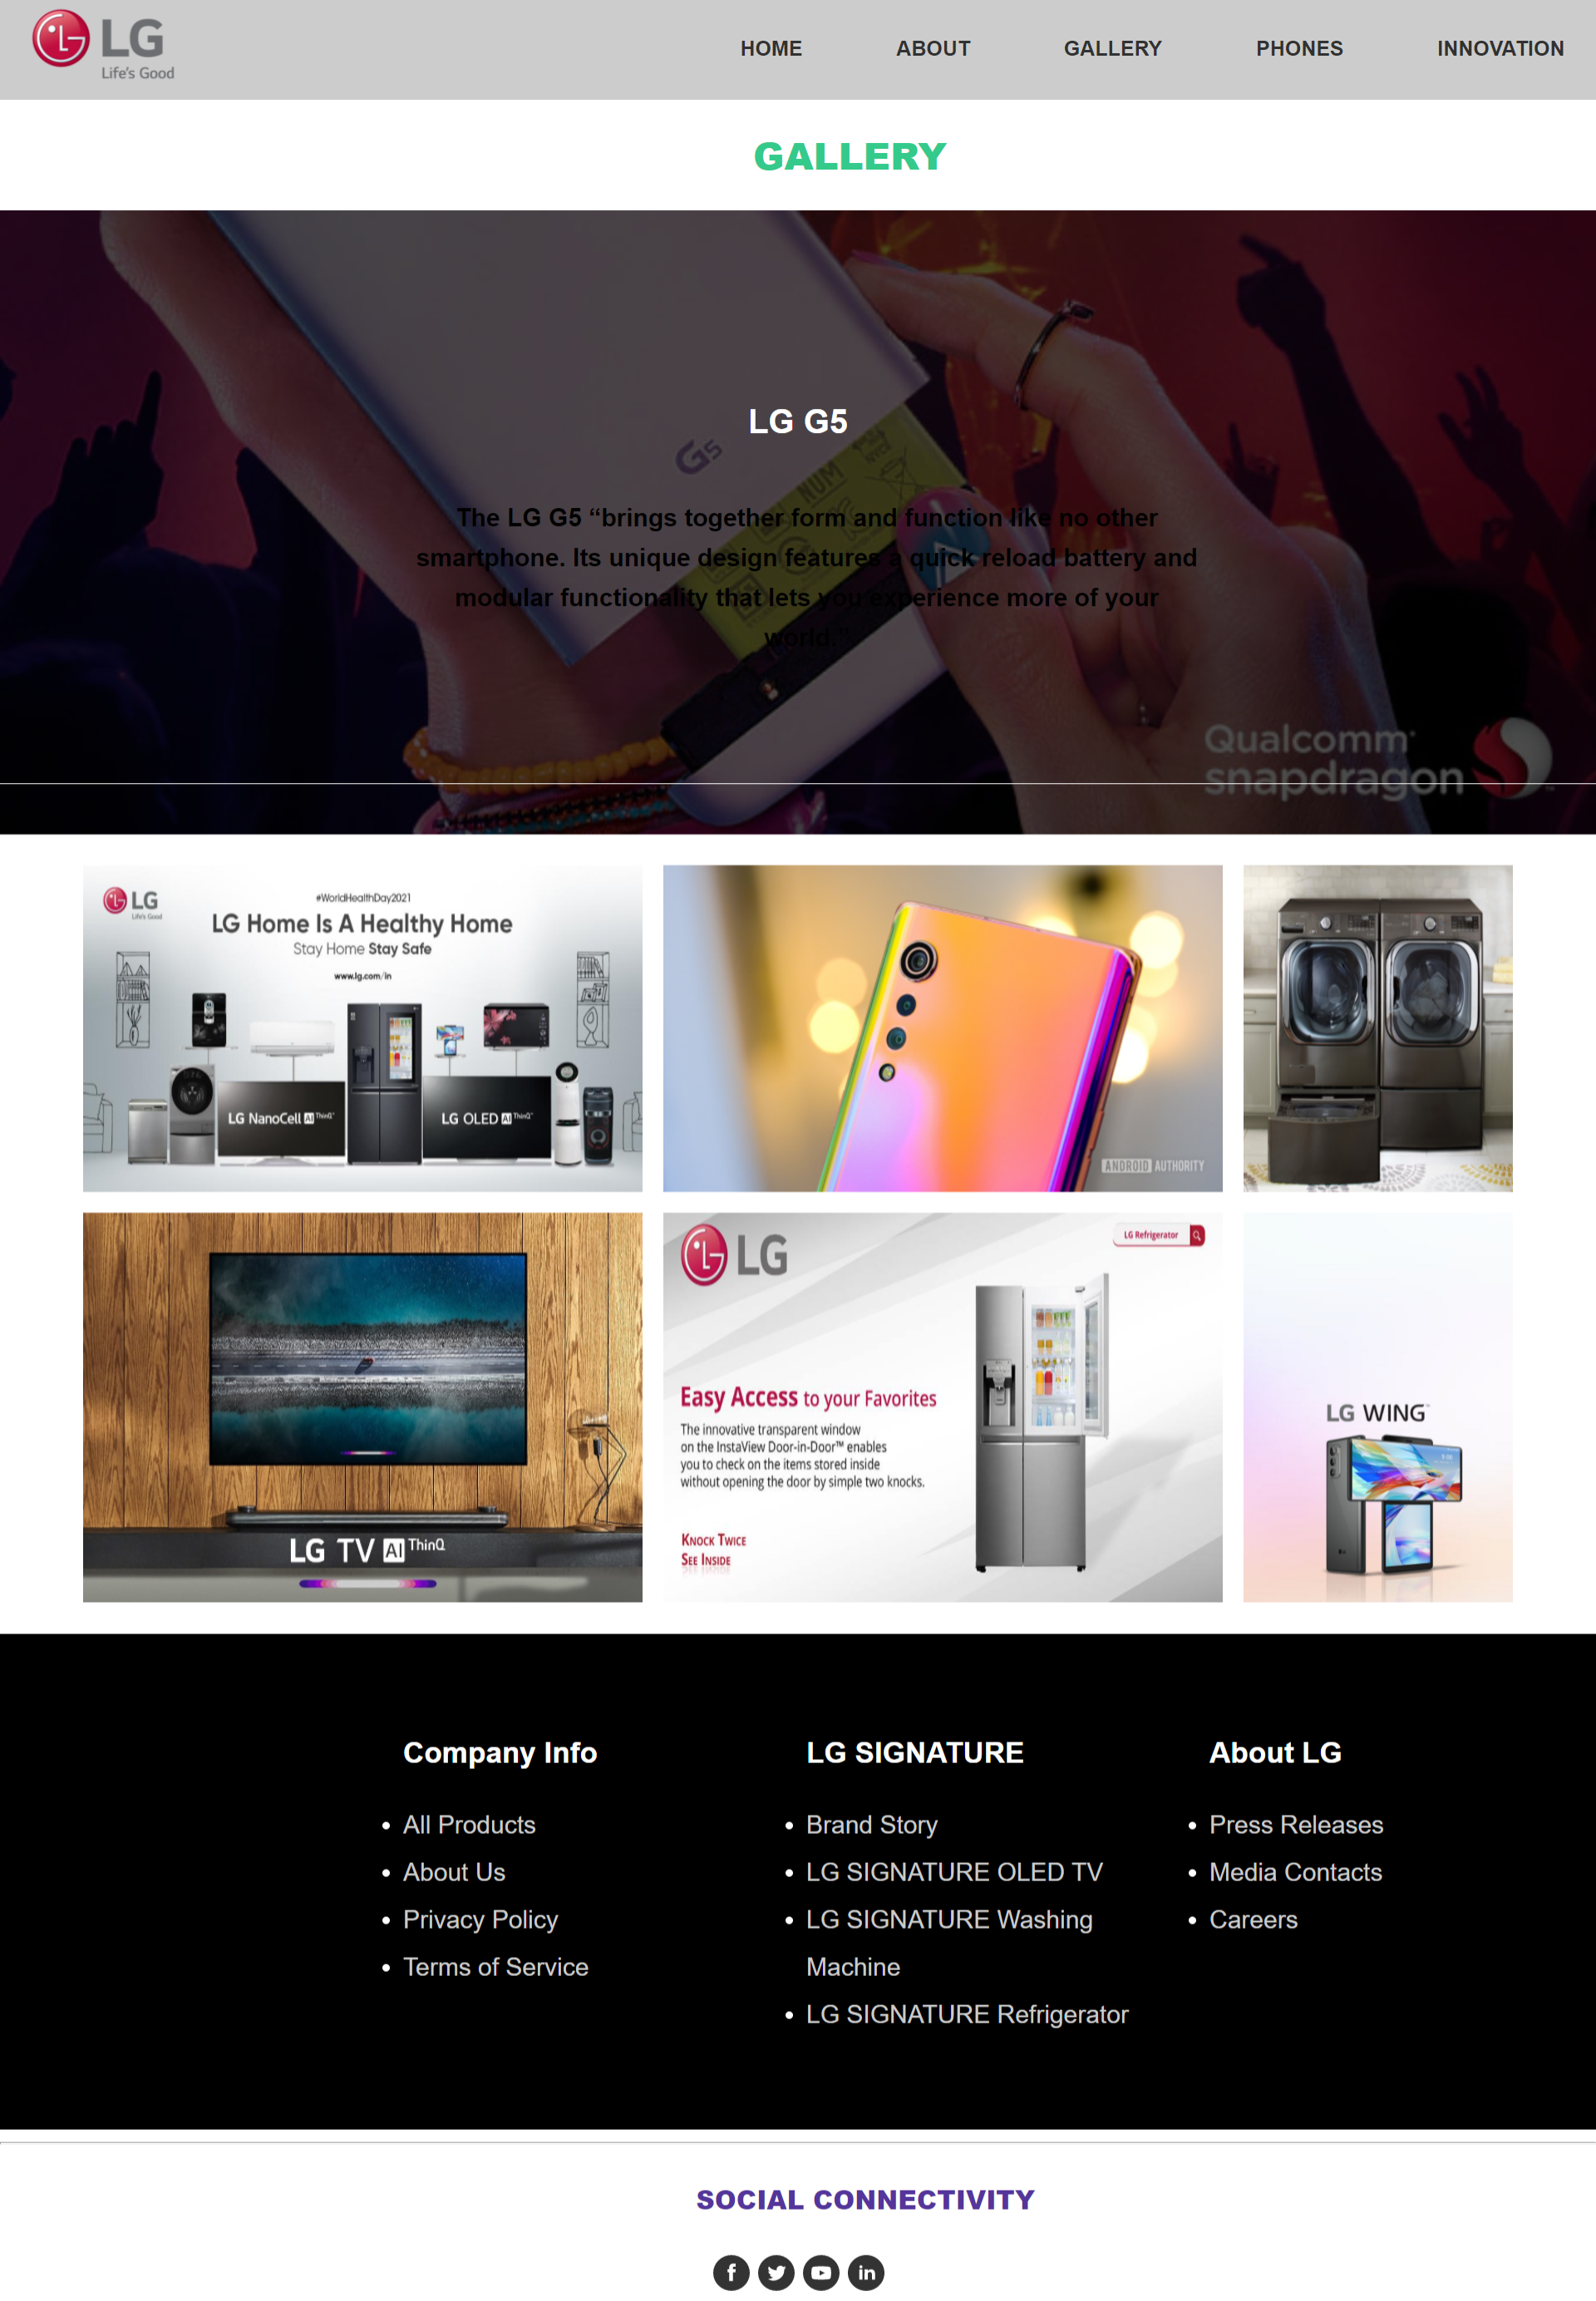 LG
Life's Good
HOME ABOUT GALLERY PHONES INNOVATION
GALLERY
LG G5
G5
The LG G5 “brings together form and function like no other
smartphone. Its unique design features a quick reload battery and
modular functionality that lets you experience more of your
world.”
Qualcomm
snapdragon
LG
Life's Good
#WorldHealthDay2021
LG Home Is A Healthy Home
Stay Home Stay Safe
www.lg.com/in
LG NanoCell AI ThinQ
LG OLED AI ThinQ
ANDROID AUTHORITY
LG TV AI ThinQ
LG
LG Refrigerator
Easy Access to your Favorites
The innovative transparent window
on the InstaView Door-in-Door™ enables
you to check on the items stored inside
without opening the door by simple two knocks.
KNOCK TWICE
SEE INSIDE
LG WING
Company Info
All Products
About Us
Privacy Policy
Terms of Service
LG SIGNATURE
Brand Story
LG SIGNATURE OLED TV
LG SIGNATURE Washing
Machine
LG SIGNATURE Refrigerator
About LG
Press Releases
Media Contacts
Careers
SOCIAL CONNECTIVITY